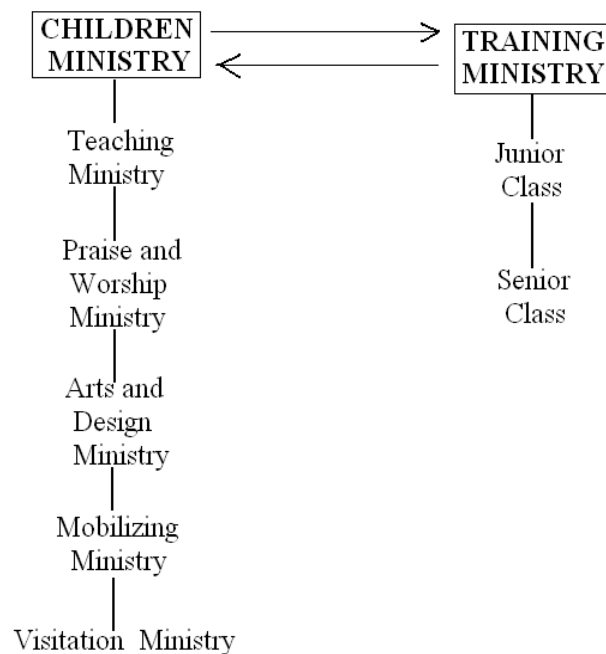 CHILDREN
MINISTRY
Teaching
Ministry
Praise and
Worship
Ministry
Arts and
Design
Ministry
Mobilizing
Ministry
Visitation Ministry
TRAINING
MINISTRY
Junior
Class
Senior
Class